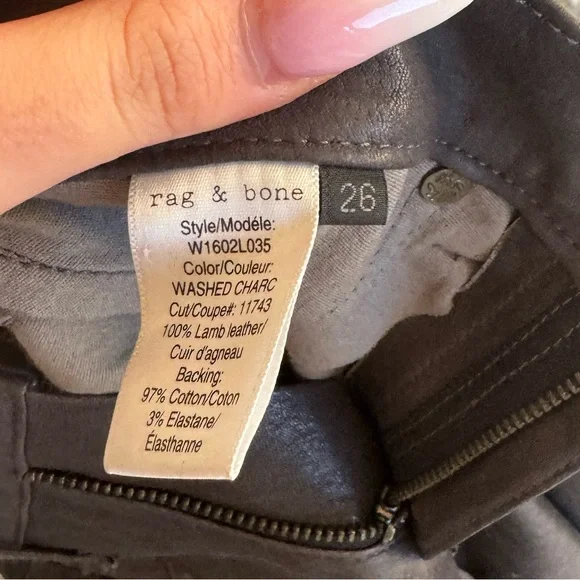 rag & bone
26
Style/Modéle:
W1602L035
Color/Couleur:
WASHED CHARC
Cut/Coupe#: 11743
100% Lamb leather/
Cuir d'agneau
Backing:
97% Cotton/Coton
3% Elastane/
Élasthanne